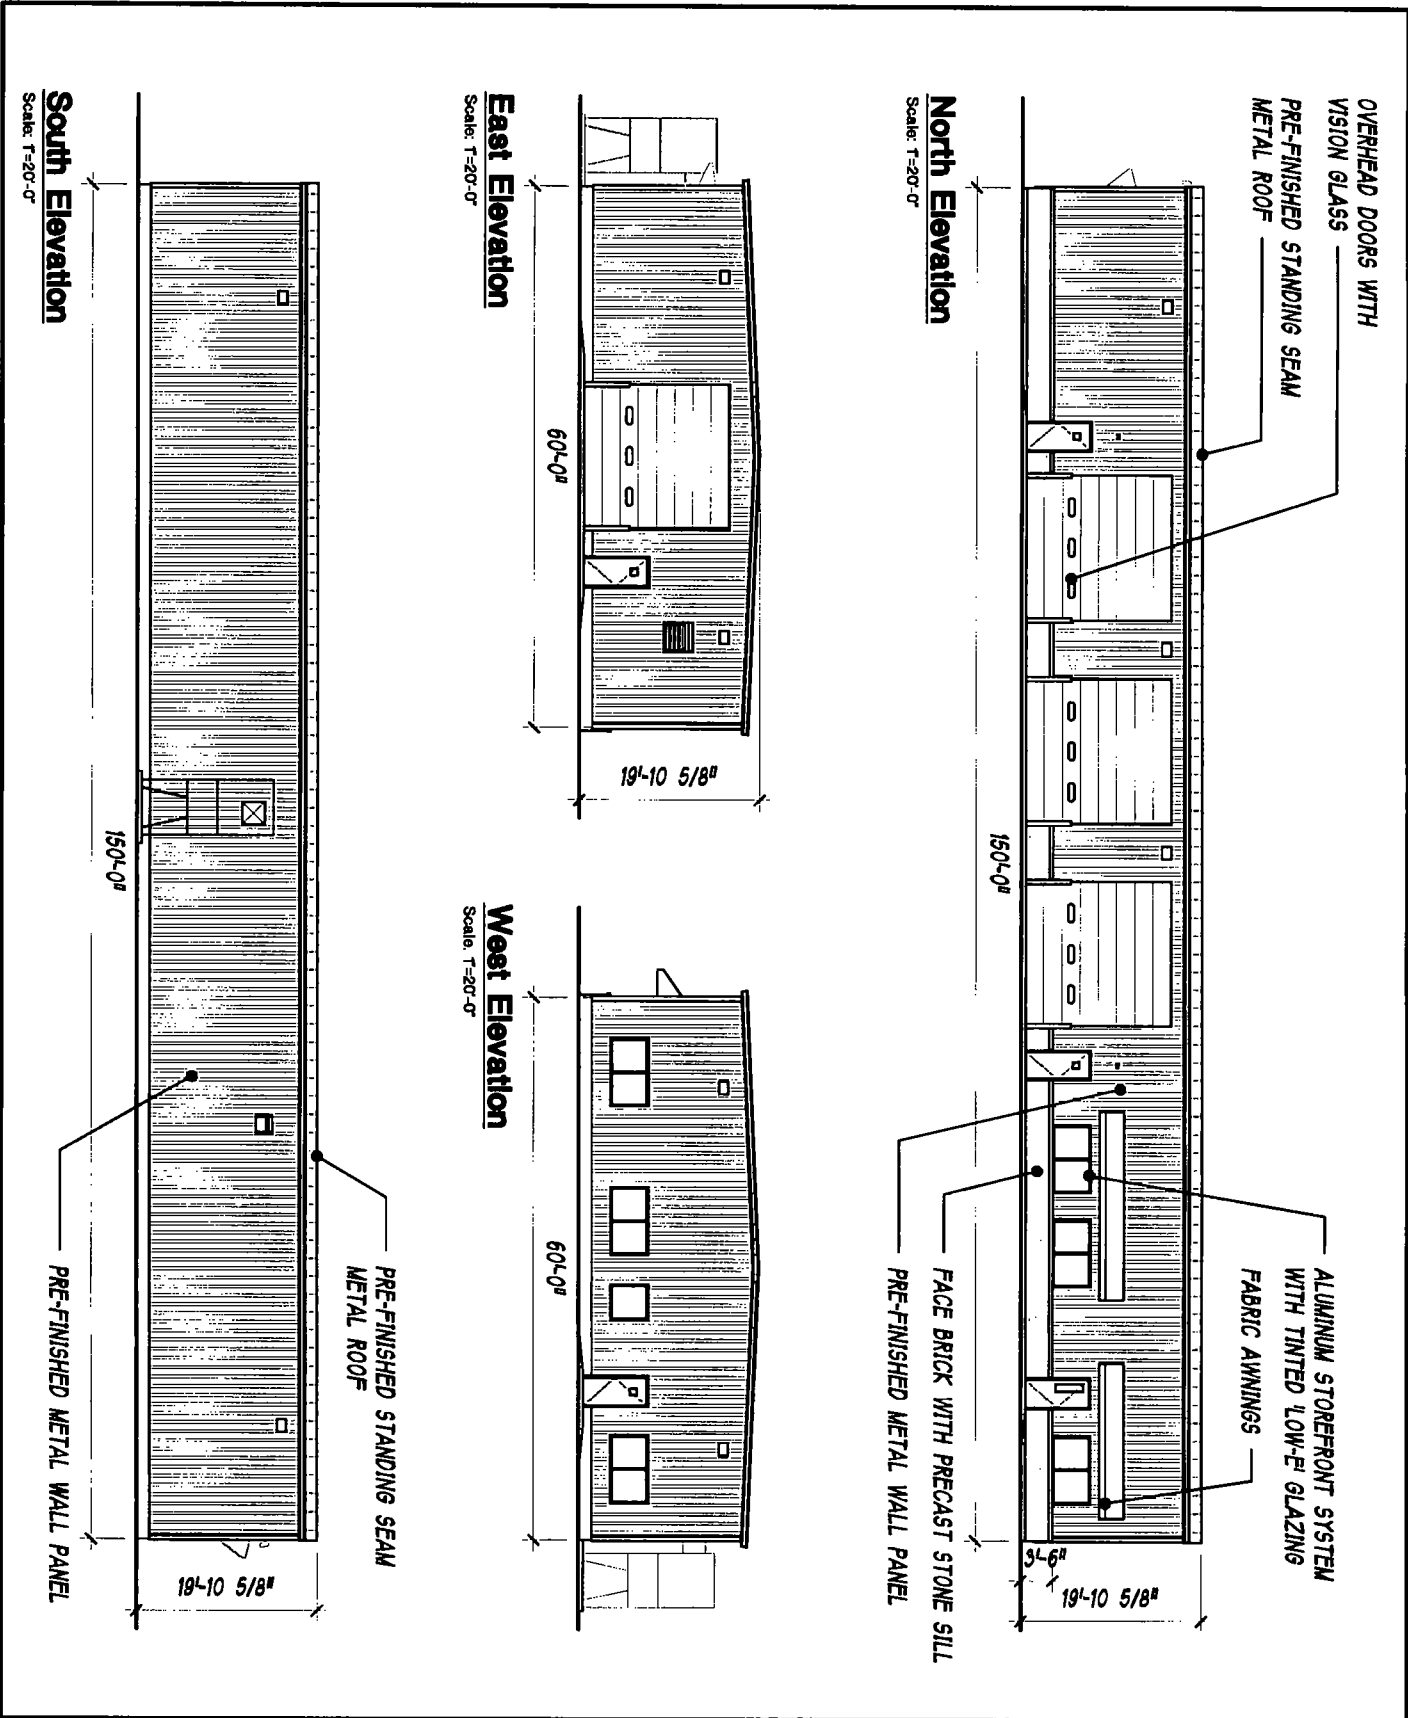 OVERHEAD DOORS WITH
VISION GLASS
PRE-FINISHED STANDING SEAM
METAL ROOF
ALUMINUM STOREFRONT SYSTEM
WITH TINTED 'LOW-E' GLAZING
FABRIC AWNINGS
3'-6"
19'-10 5/8"
150'-0"
North Elevation
Scale: 1"=20'-0"
FACE BRICK WITH PRECAST STONE SILL
PRE-FINISHED METAL WALL PANEL
19'-10 5/8"
60'-0"
East Elevation
Scale: 1"=20'-0"
60'-0"
West Elevation
Scale. 1"=20'-0"
PRE-FINISHED STANDING SEAM
METAL ROOF
19'-10 5/8"
150'-0"
South Elevation
Scale: 1"=20'-0"
PRE-FINISHED METAL WALL PANEL